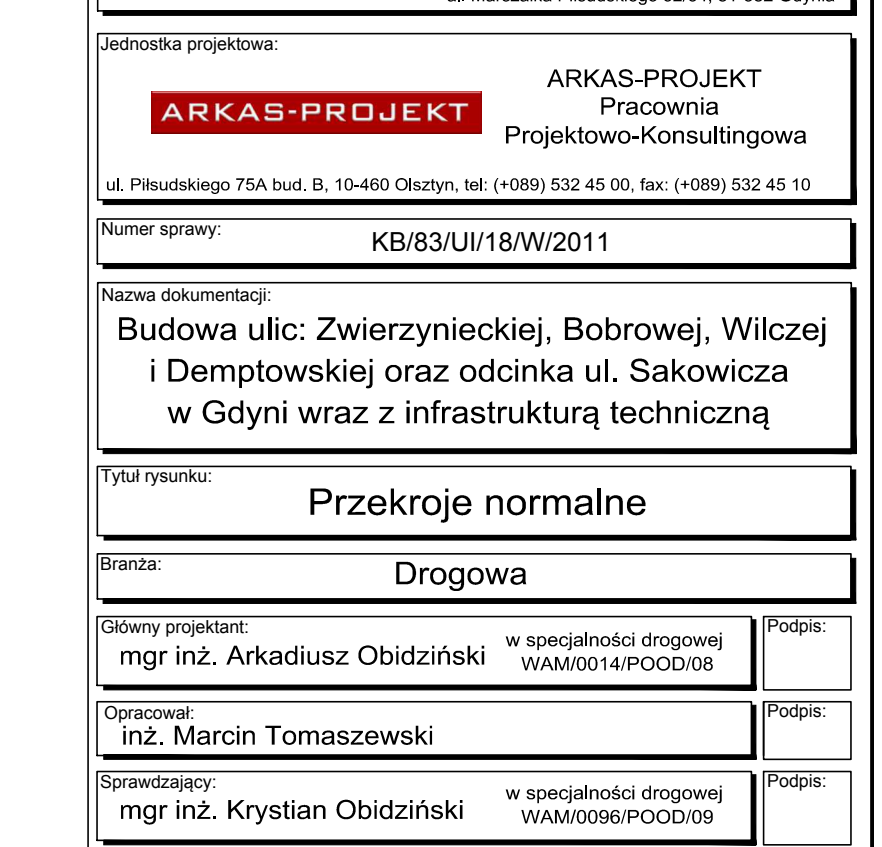 Jednostka projektowa:
ARKAS-PROJEKT
ARKAS-PROJEKT
Pracownia
Projektowo-Konsultingowa
ul. Piłsudskiego 75A bud. B, 10-460 Olsztyn, tel: (+089) 532 45 00, fax: (+089) 532 45 10
Numer sprawy:
KB/83/UI/18/W/2011
Nazwa dokumentacji:
Budowa ulic: Zwierzynieckiej, Bobrowej, Wilczej
i Demptowskiej oraz odcinka ul. Sakowicza
w Gdyni wraz z infrastrukturą techniczną
Tytuł rysunku:
Przekroje normalne
Branża:
Drogowa
Główny projektant:
mgr inż. Arkadiusz Obidziński
w specjalności drogowej
WAM/0014/POOD/08
Podpis:
Opracował:
inż. Marcin Tomaszewski
Podpis:
Sprawdzający:
mgr inż. Krystian Obidziński
w specjalności drogowej
WAM/0096/POOD/09
Podpis: